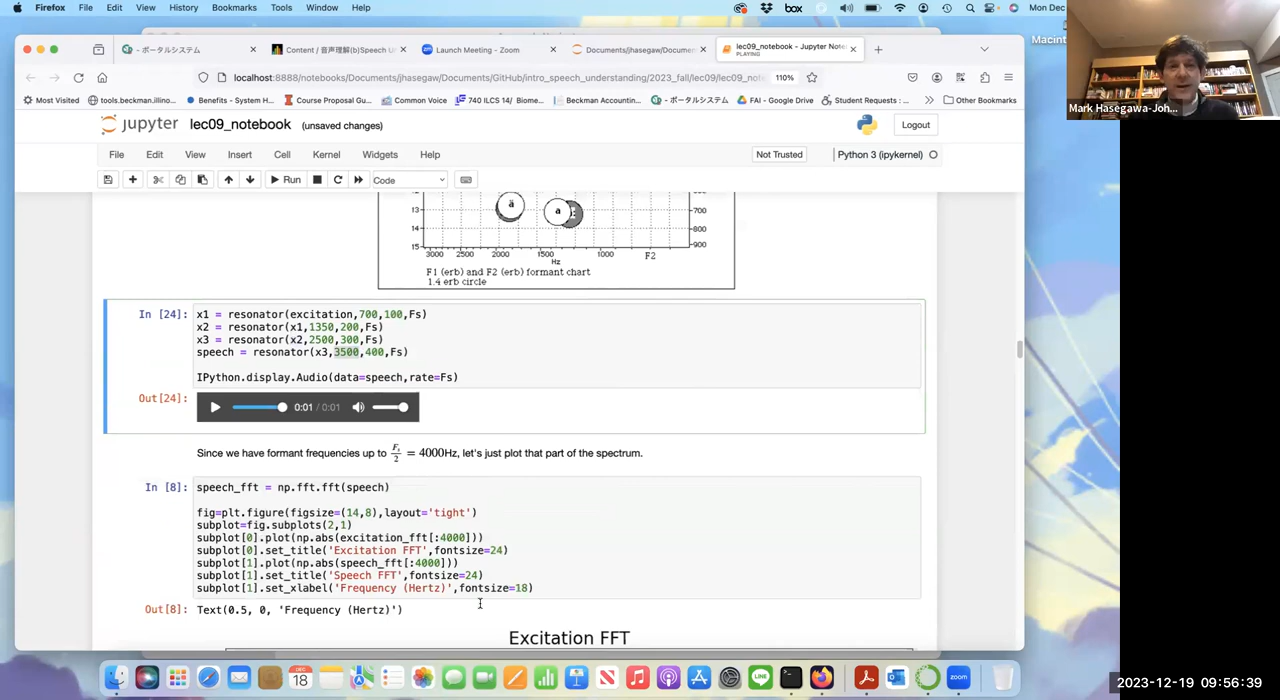 Firefox File Edit View History Bookmarks Tools Window Help
box
Mon Dec
Macint
Mark Hasegawa-Joh...
ポータルシステム
Content / 音声理解(
Speech U
Launch Meeting - Zoom
Documents/jhasegaw/Documen
lec09_notebook - Jupyter Note
PLAYING
localhost:8888/notebooks/Documents/jhasegaw/Documents/GitHub/intro_speech_understanding/2023_fall/lec09/lec09_notel
110%
Most Visited
tools.beckman.illino...
Benefits - System H...
Course Proposal Gu...
Common Voice
740 ILCS 14/ Biome...
Beckman Accountin...
ポータルシステム
FAI - Google Drive
Student Requests : ...
Other Bookmarks
jupyter lec09_notebook (unsaved changes)
Logout
File Edit View Insert Cell Kernel Widgets Help
Not Trusted
Python 3 (ipykernel)
Run
Code
ä
a
13
700
14
800
15
900
3000 2500 2000 1500 1000 F2
Hz
F1 (erb) and F2 (erb) formant chart
1.4 erb circle
In [24]: x1 = resonator(excitation,700,100,Fs)
x2 = resonator(x1,1350,200,Fs)
x3 = resonator(x2,2500,300,Fs)
speech = resonator(x3,3500,400,Fs)
IPython.display.Audio(data=speech,rate=Fs)
Out[24]:
0:01 / 0:01
Since we have formant frequencies up to Fs/2 = 4000Hz, let's just plot that part of the spectrum.
In [8]: speech_fft = np.fft.fft(speech)
fig=plt.figure(figsize=(14,8),layout='tight')
subplot=fig.subplots(2,1)
subplot[0].plot(np.abs(excitation_fft[:4000]))
subplot[0].set_title('Excitation FFT',fontsize=24)
subplot[1].plot(np.abs(speech_fft[:4000]))
subplot[1].set_title('Speech FFT',fontsize=24)
subplot[1].set_xlabel('Frequency (Hertz)',fontsize=18)
Out[8]: Text(0.5, 0, 'Frequency (Hertz)')
Excitation FFT
DEC
18
LINE
zoom
2023-12-19 09:56:39